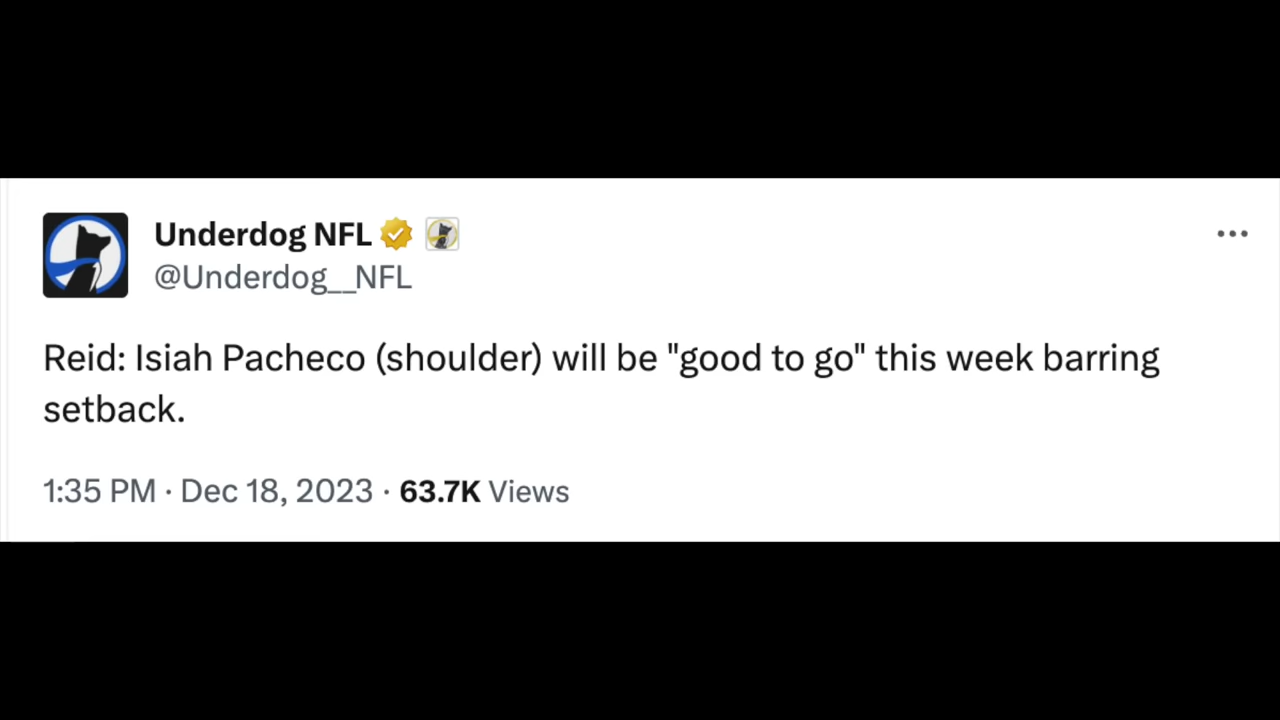 Underdog NFL
@Underdog__NFL
Reid: Isiah Pacheco (shoulder) will be "good to go" this week barring
setback.
1:35 PM · Dec 18, 2023 · 63.7K Views